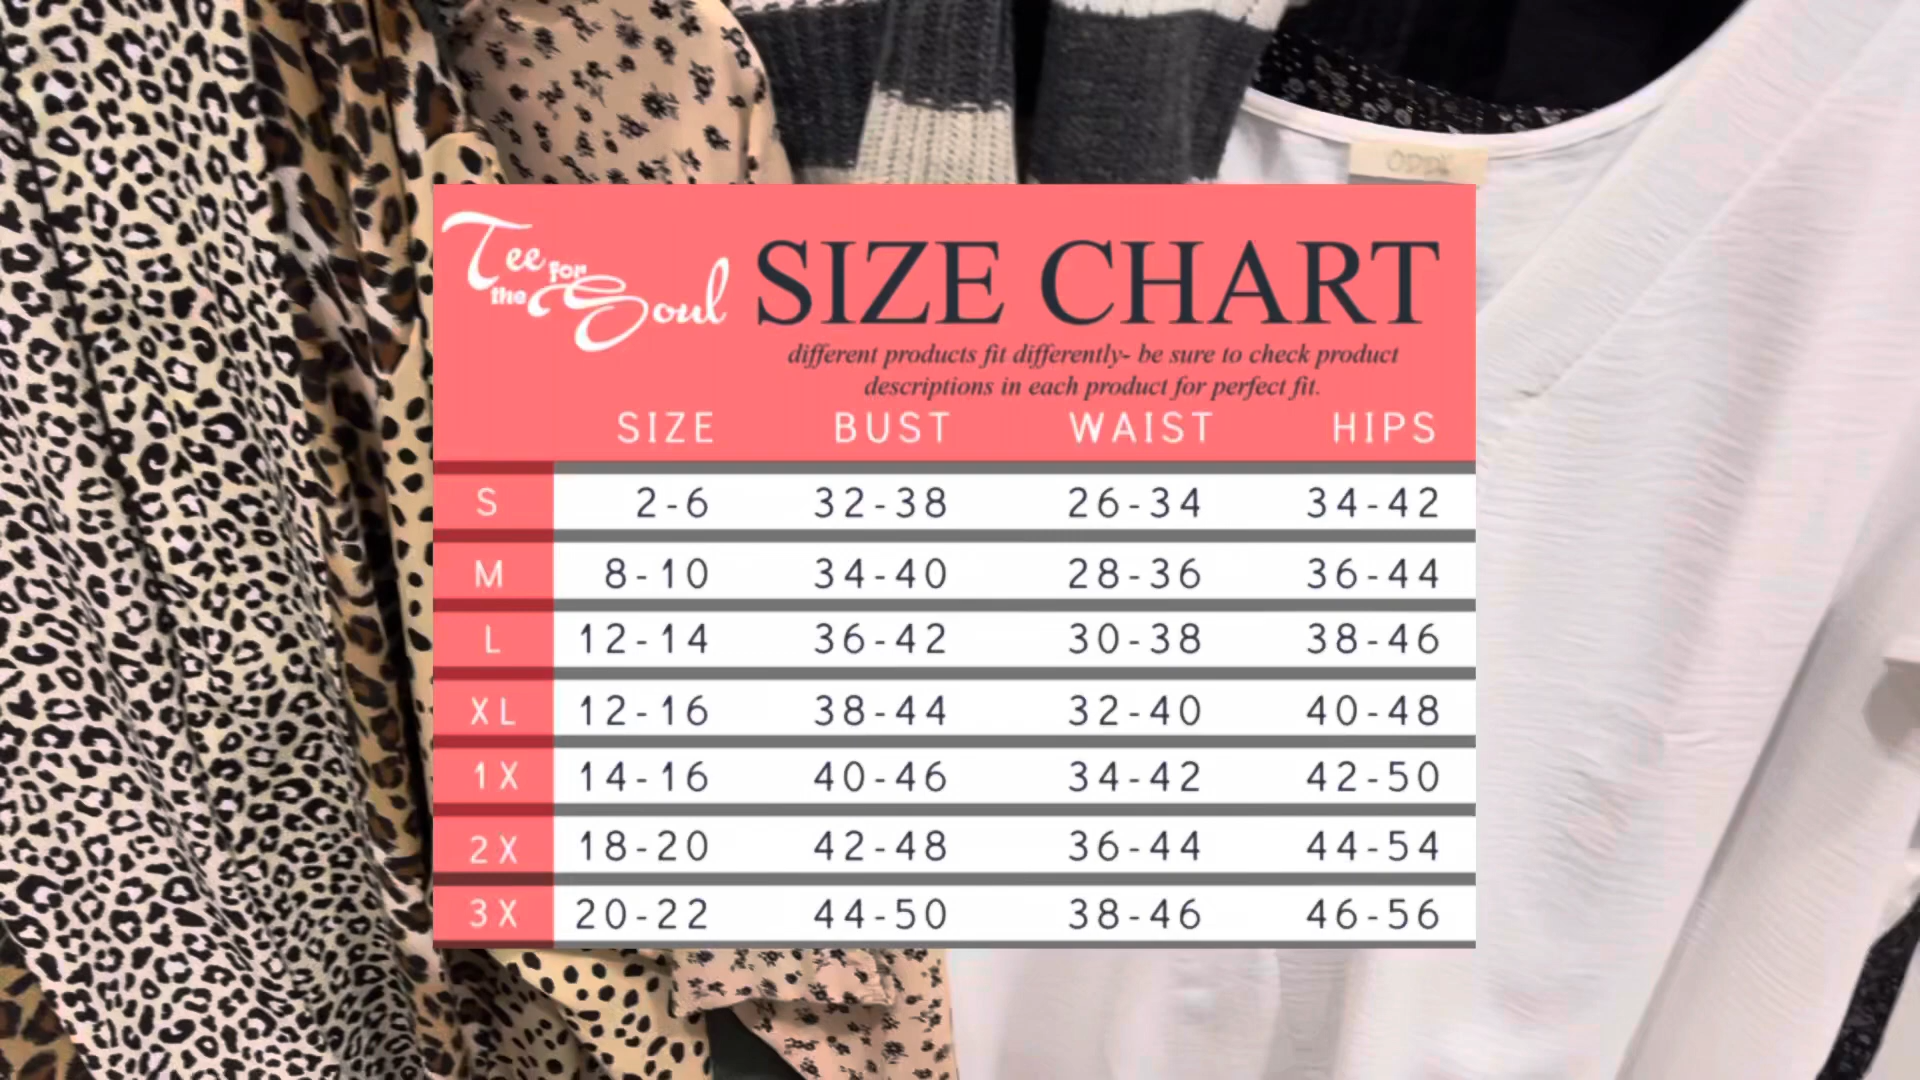 Tee for the Soul
SIZE CHART
different products fit differently- be sure to check product
descriptions in each product for perfect fit.
SIZE BUST WAIST HIPS
S 2-6 32-38 26-34 34-42
M 8-10 34-40 28-36 36-44
L 12-14 36-42 30-38 38-46
XL 12-16 38-44 32-40 40-48
1X 14-16 40-46 34-42 42-50
2X 18-20 42-48 36-44 44-54
3X 20-22 44-50 38-46 46-56